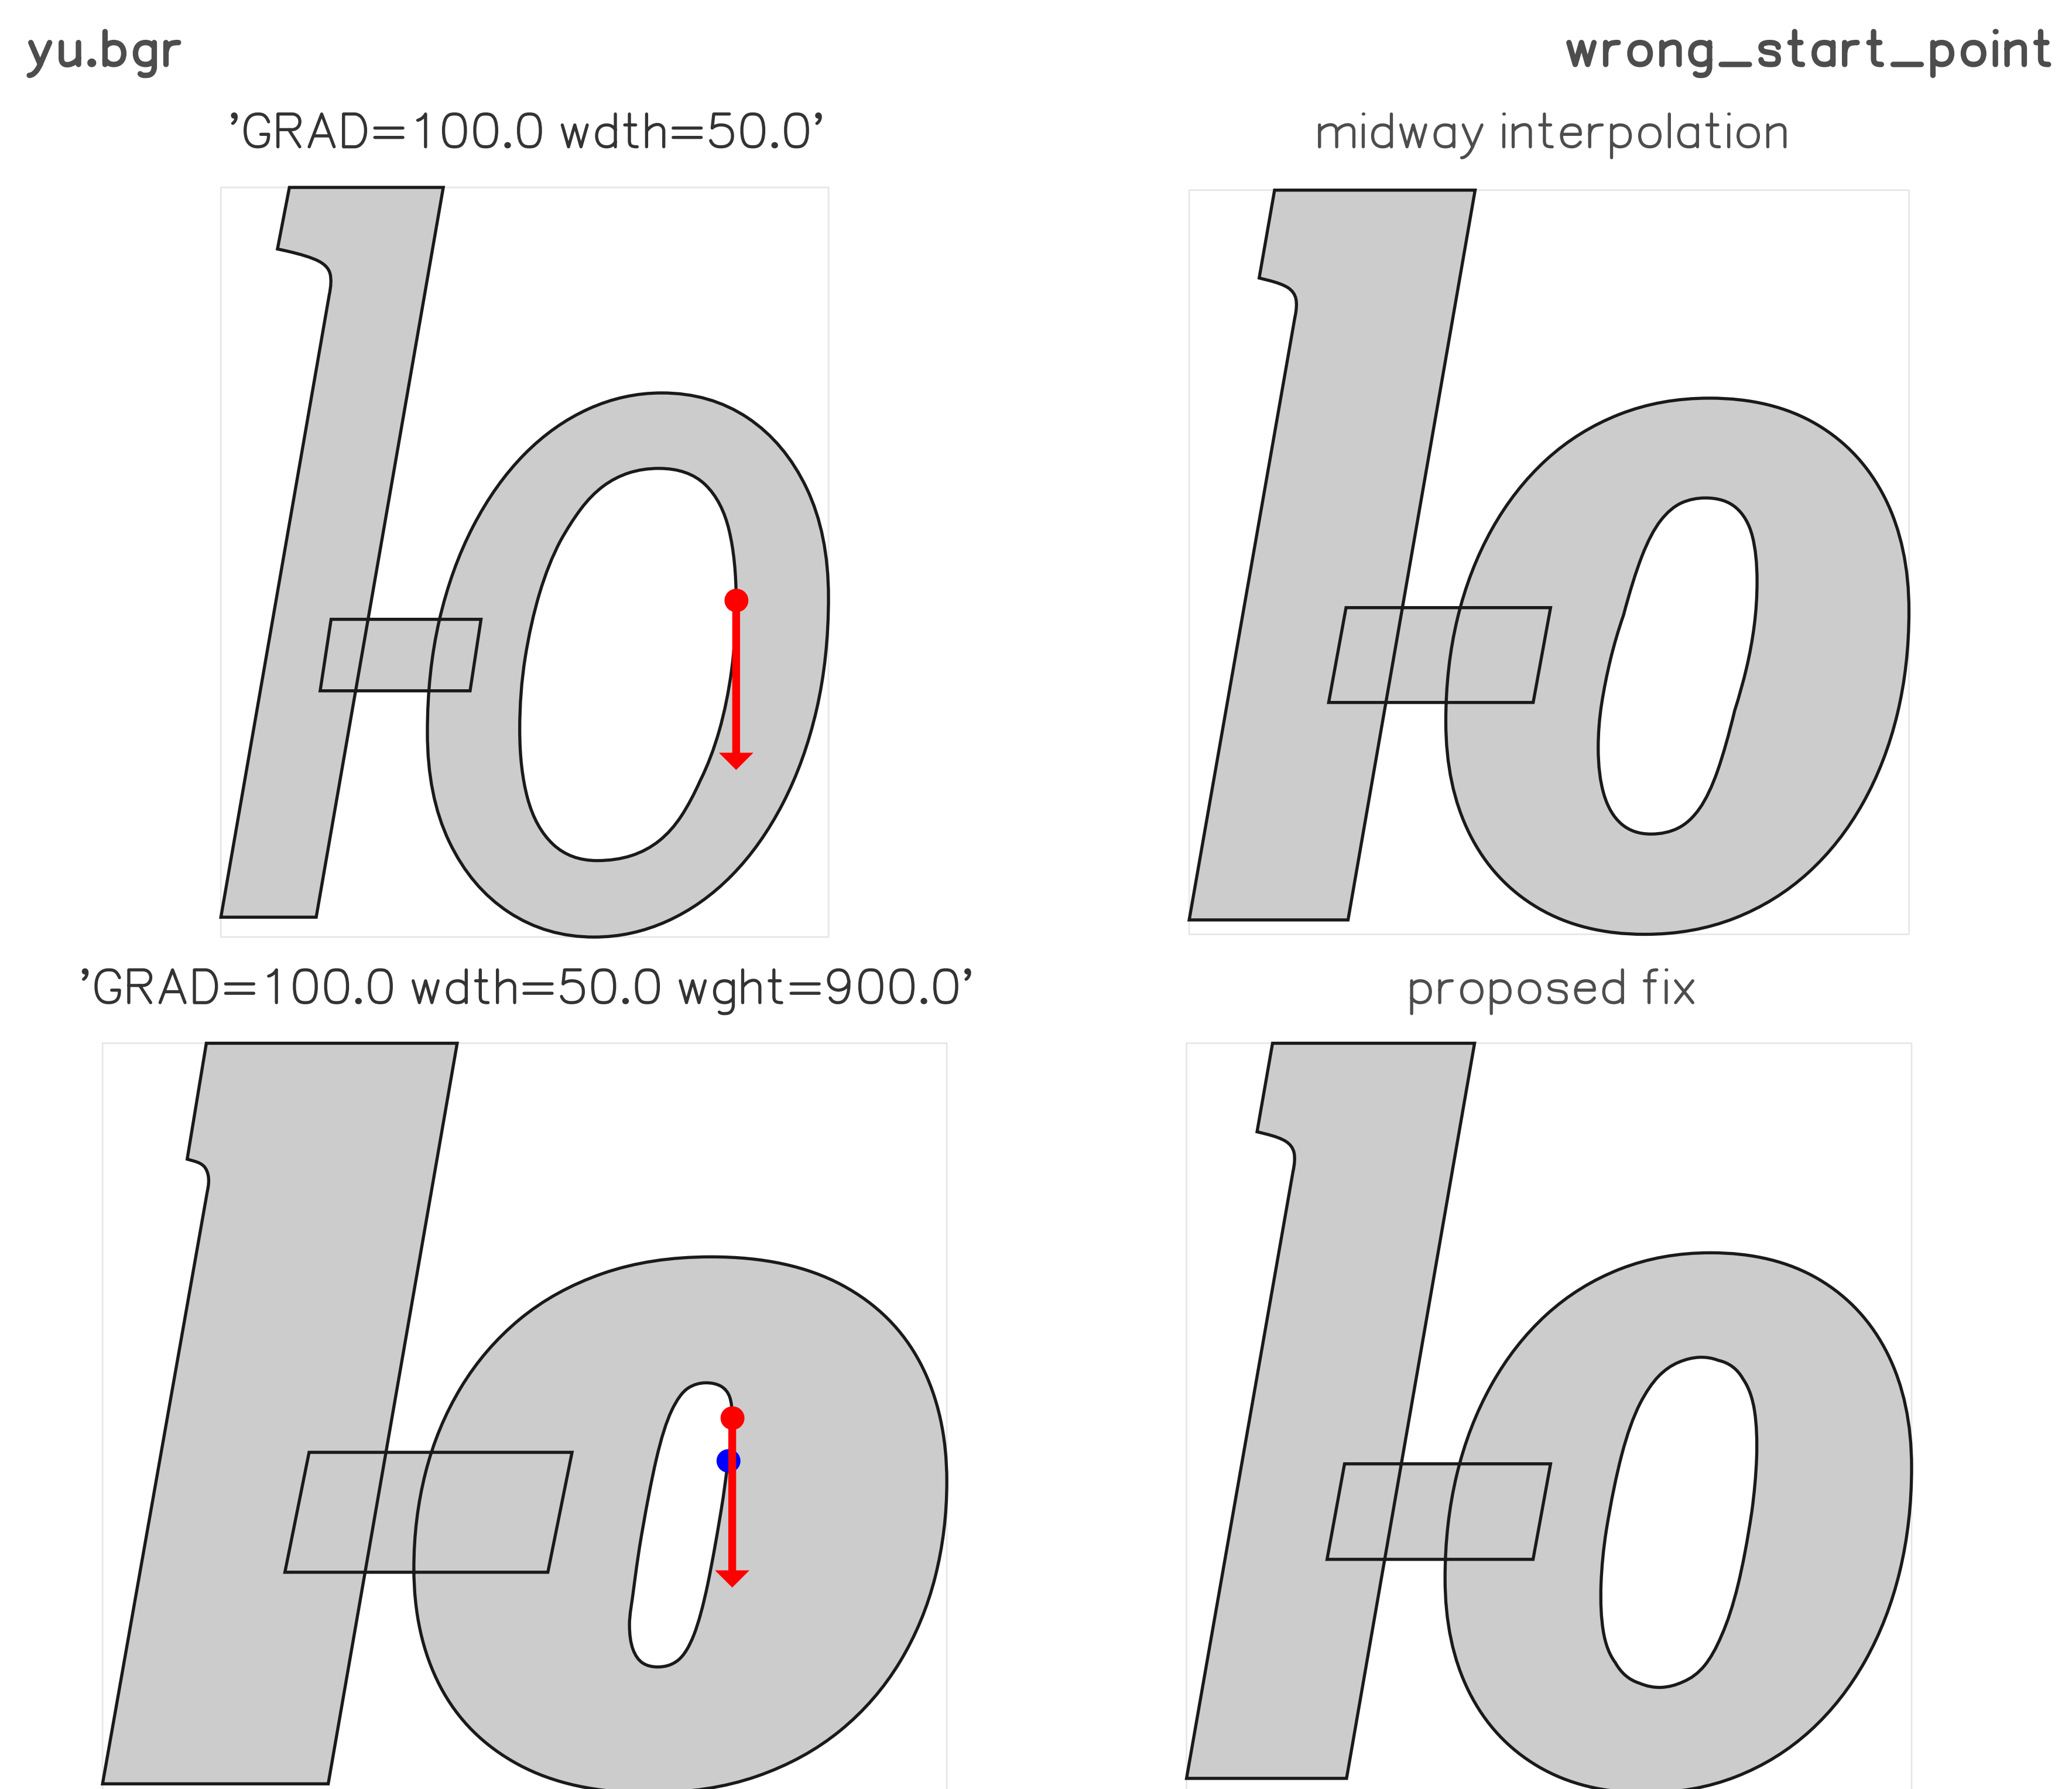 yu.bgr
wrong_start_point
'GRAD=100.0 wdth=50.0'
midway interpolation
'GRAD=100.0 wdth=50.0 wght=900.0'
proposed fix